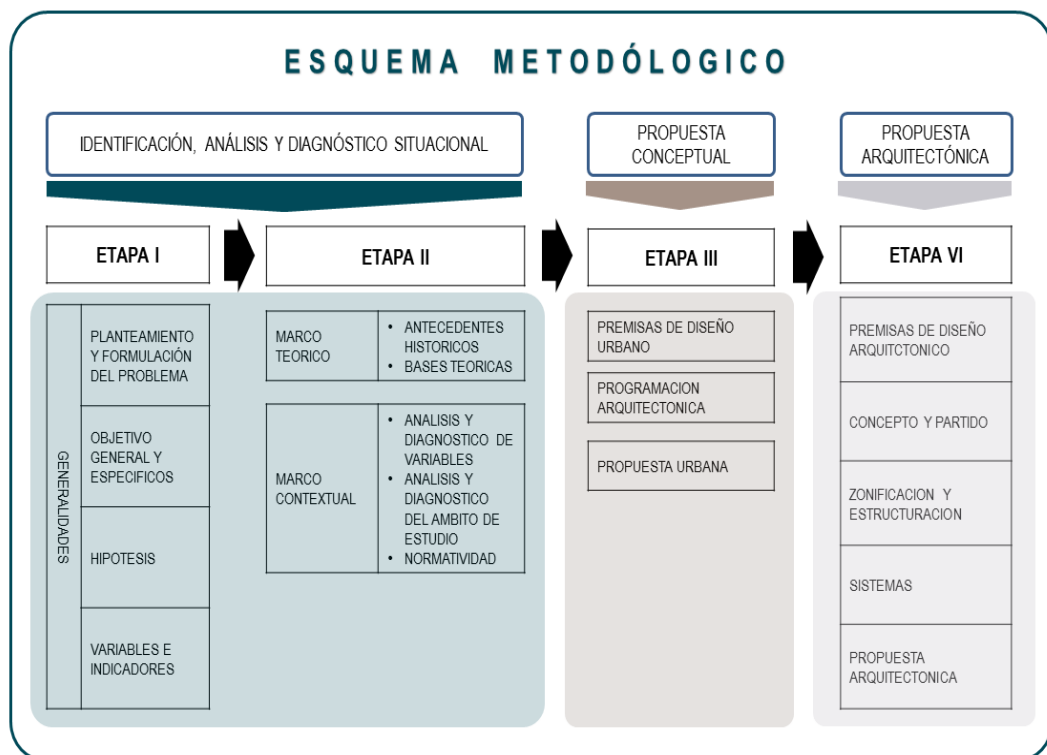 ESQUEMA METODÓLOGICO
IDENTIFICACIÓN, ANÁLISIS Y DIAGNÓSTICO SITUACIONAL
PROPUESTA
CONCEPTUAL
PROPUESTA
ARQUITECTÓNICA
ETAPA I
ETAPA II
ETAPA III
ETAPA VI
GENERALIDADES
PLANTEAMIENTO
Y FORMULACIÓN
DEL PROBLEMA
OBJETIVO
GENERAL Y
ESPECIFICOS
HIPOTESIS
VARIABLES E
INDICADORES
MARCO
TEORICO
• ANTECEDENTES
HISTORICOS
• BASES TEORICAS
MARCO
CONTEXTUAL
• ANALISIS Y
DIAGNOSTICO DE
VARIABLES
• ANALISIS Y
DIAGNOSTICO
DEL AMBITO DE
ESTUDIO
• NORMATIVIDAD
PREMISAS DE DISEÑO
URBANO
PROGRAMACION
ARQUITECTONICA
PROPUESTA URBANA
PREMISAS DE DISEÑO
ARQUITCTONICO
CONCEPTO Y PARTIDO
ZONIFICACION Y
ESTRUCTURACION
SISTEMAS
PROPUESTA
ARQUITECTONICA